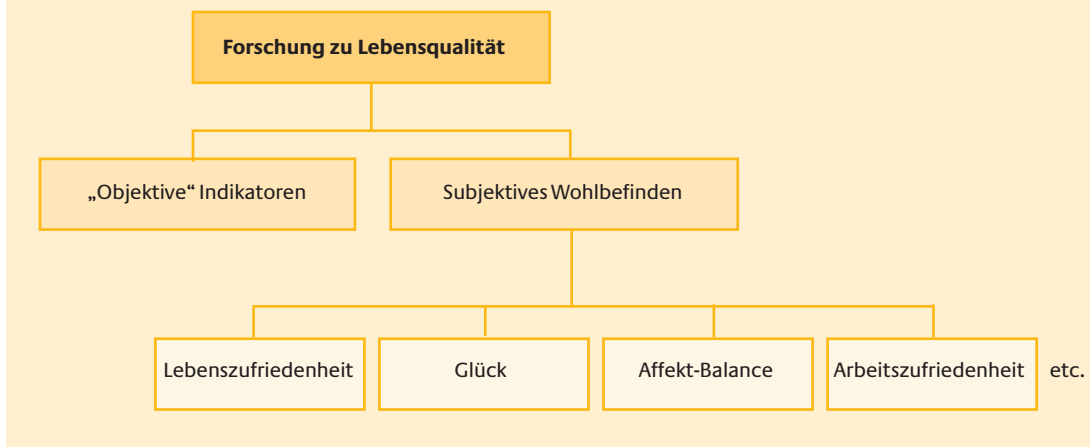 Forschung zu Lebensqualität
„Objektive“ Indikatoren
Subjektives Wohlbefinden
Lebenszufriedenheit
Glück
Affekt-Balance
Arbeitszufriedenheit
etc.